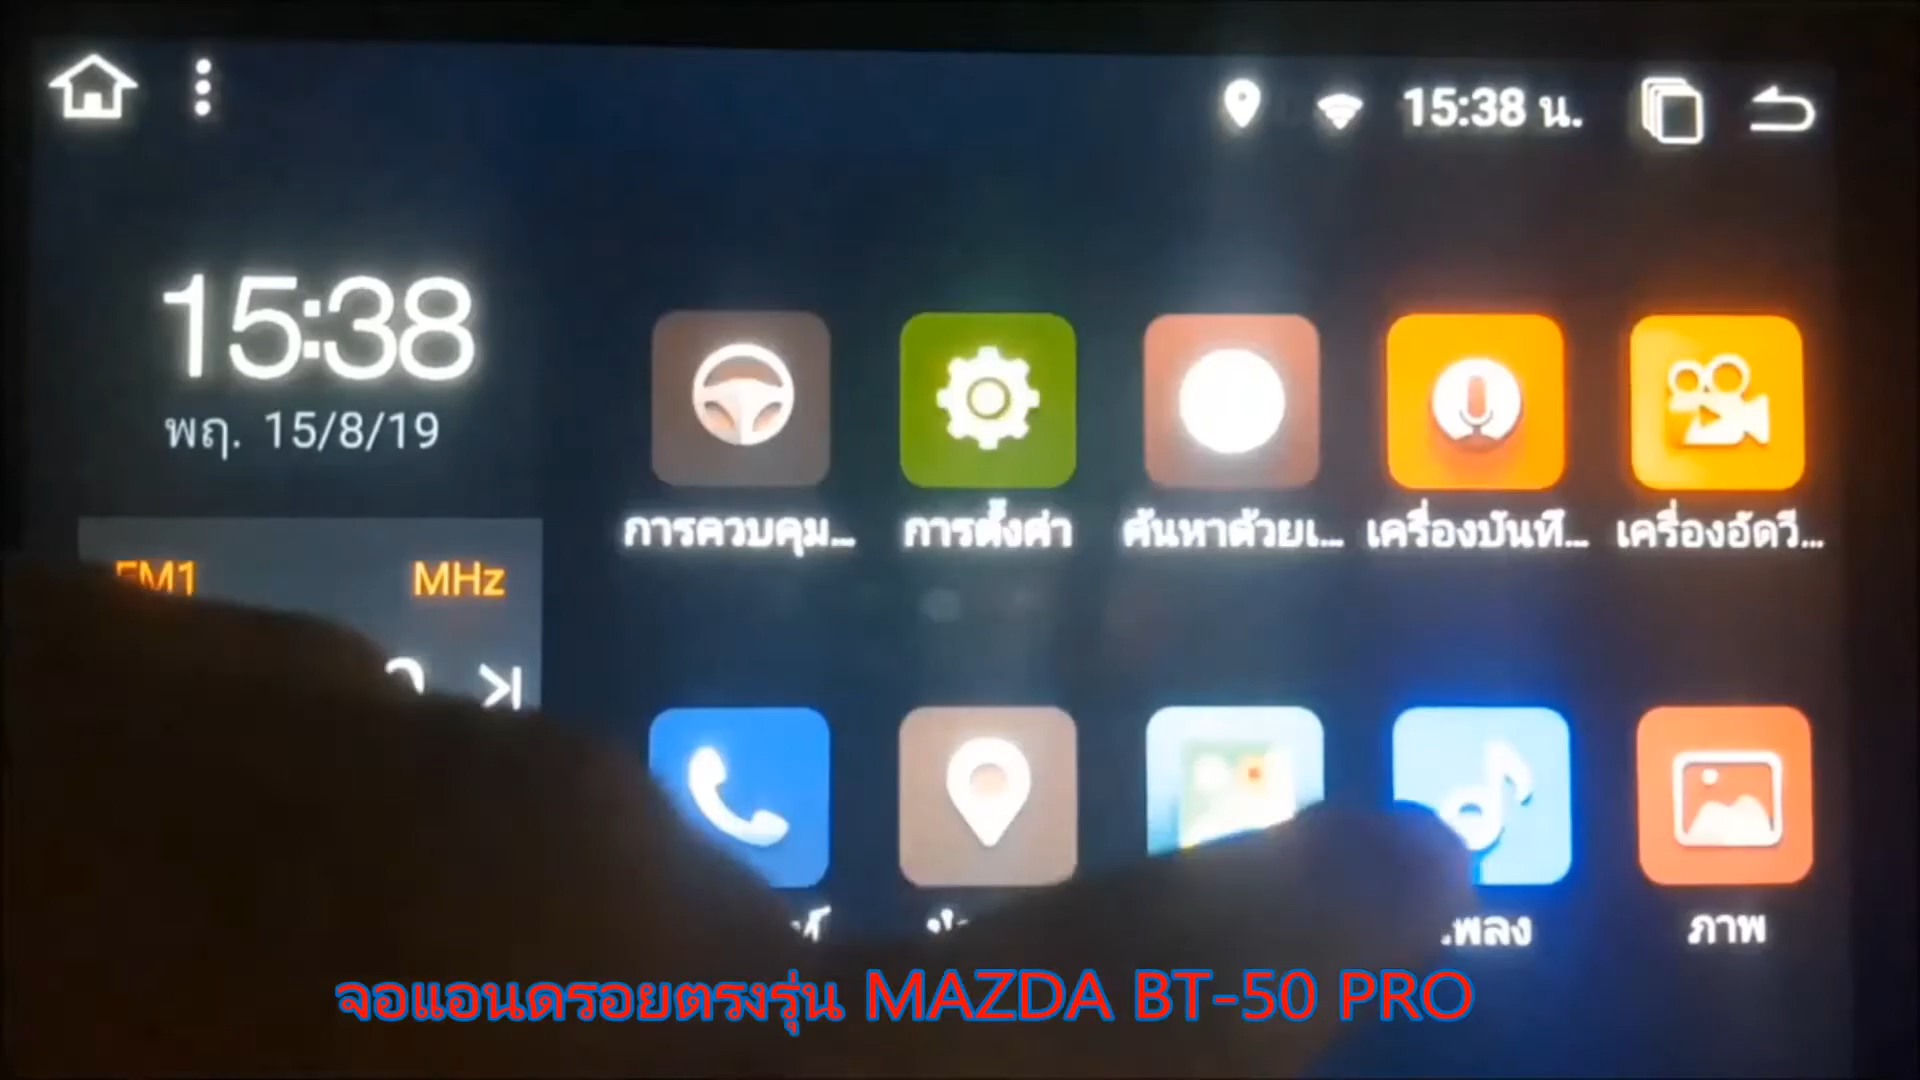 15:38 น.
15:38
พฤ. 15/8/19
การควบคุม...
การตั้งค่า
ค้นหาด้วยเ...
เครื่องบันทึ...
เครื่องอัดวี...
FM1 MHz
เพลง
ภาพ
จอแอนดรอยตรงรุ่น MAZDA BT-50 PRO